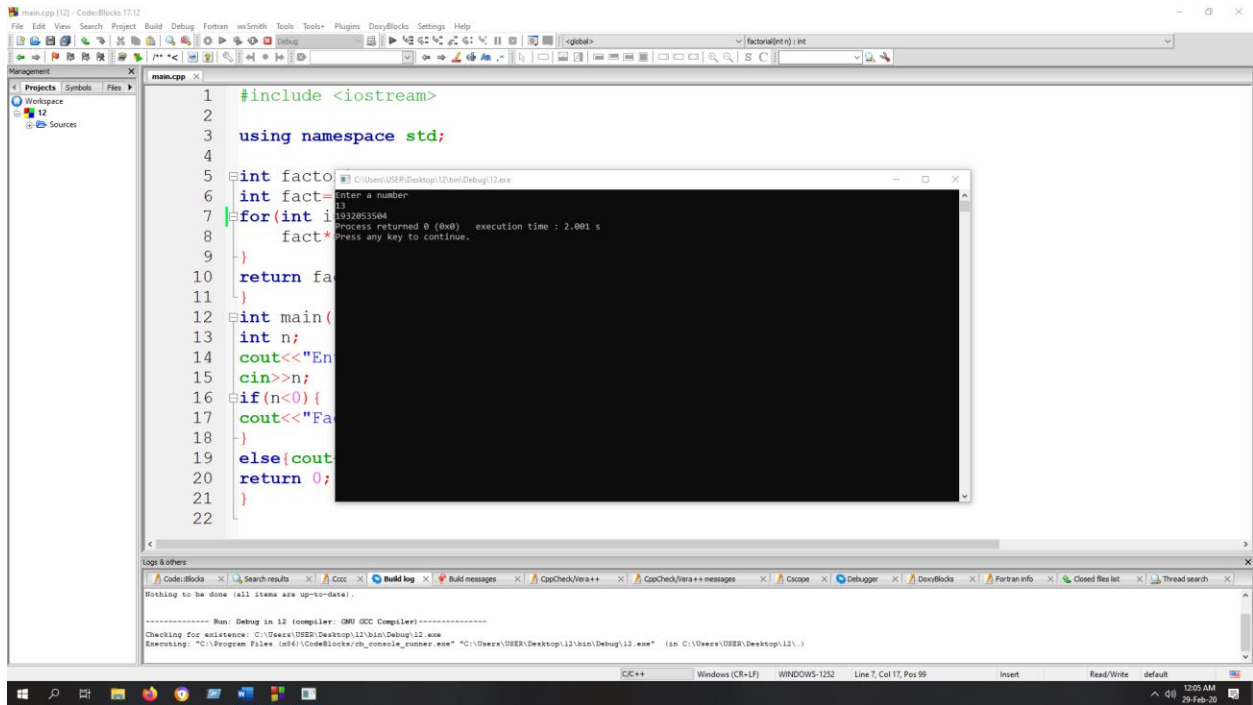 main.cpp [12] - Code::Blocks 17.12
File Edit View Search Project Build Debug Fortran wxSmith Tools Tools+ Plugins DoxyBlocks Settings Help
Debug <global> factorial(int n) : int
/** *< S C
Management
main.cpp
Projects Symbols Files
Workspace
12
Sources
1 #include <iostream>
2
3 using namespace std;
4
5 int facto
6 int fact=
7 for(int i
8 fact*
9 }
10 return fa
11 }
12 int main(
13 int n;
14 cout<<"En
15 cin>>n;
16 if(n<0){
17 cout<<"Fa
18 }
19 else{cout
20 return 0;
21 }
22
C:\Users\USER\Desktop\12\bin\Debug\12.exe
Enter a number
13
1932053504
Process returned 0 (0x0) execution time : 2.001 s
Press any key to continue.
Logs & others
Code::Blocks Search results Cccc Build log Build messages CppCheck/Vera++ CppCheck/Vera++ messages Cscope Debugger DoxyBlocks Fortran info Closed files list Thread search
Nothing to be done (all items are up-to-date).
-------------- Run: Debug in 12 (compiler: GNU GCC Compiler)---------------
Checking for existence: C:\Users\USER\Desktop\12\bin\Debug\12.exe
Executing: "C:\Program Files (x86)\CodeBlocks/cb_console_runner.exe" "C:\Users\USER\Desktop\12\bin\Debug\12.exe" (in C:\Users\USER\Desktop\12\.)
C/C++ Windows (CR+LF) WINDOWS-1252 Line 7, Col 17, Pos 99 Insert Read/Write default
12:05 AM
29-Feb-20